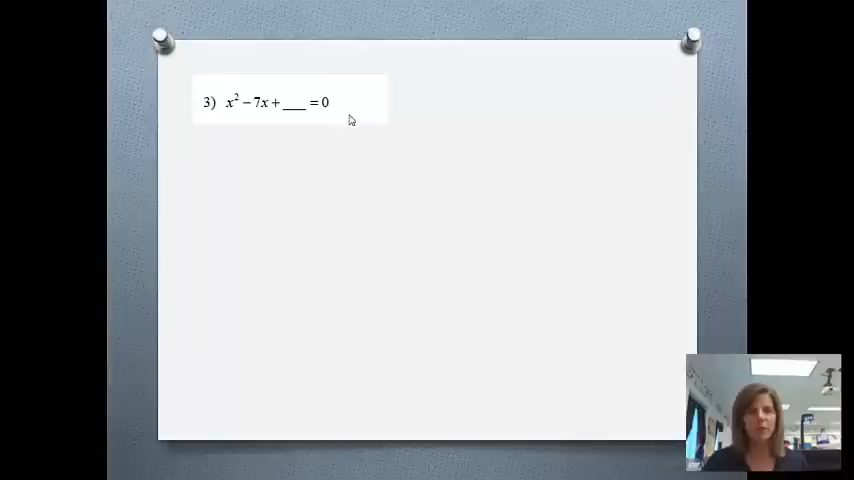 3) x² − 7x + ___ = 0